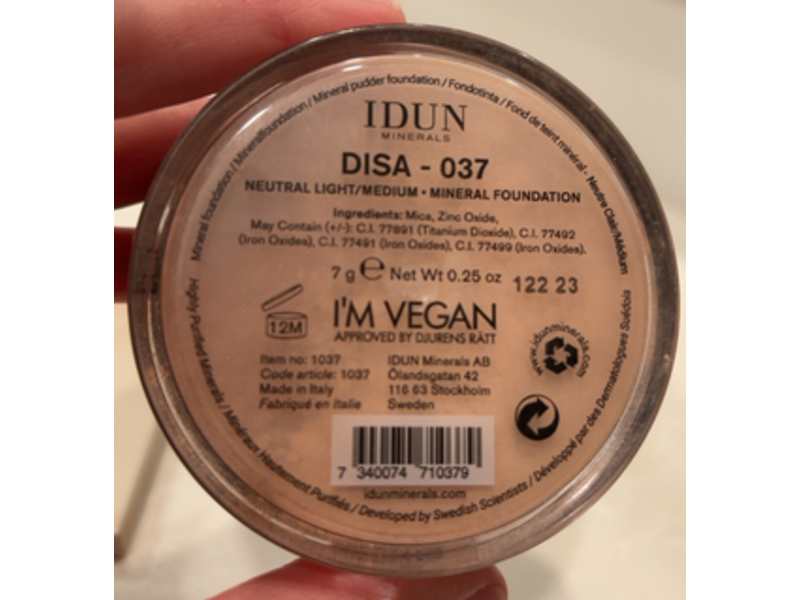 Mineral foundation / Mineralfoundation / Mineral pudder foundation / Fondotinta / Fond de teint minéral - Neutre Clair/Médium
IDUN
MINERALS
DISA - 037
NEUTRAL LIGHT/MEDIUM • MINERAL FOUNDATION
Ingredients: Mica, Zinc Oxide,
May Contain (+/-): C.I. 77891 (Titanium Dioxide), C.I. 77492
(Iron Oxides), C.I. 77491 (Iron Oxides), C.I. 77499 (Iron Oxides).
7 g e Net Wt 0.25 oz 122 23
12M
I'M VEGAN
APPROVED BY DJURENS RÄTT
www.idunminerals.com
Item no: 1037
Code article: 1037
Made in Italy
Fabriqué en Italie
IDUN Minerals AB
Ölandsgatan 42
116 63 Stockholm
Sweden
7 340074 710379
idunminerals.com
Highly Purified Minerals / Minéraux Hautement Purifiés / Developed by Swedish Scientists / Développé par des Dermatologues Suédois